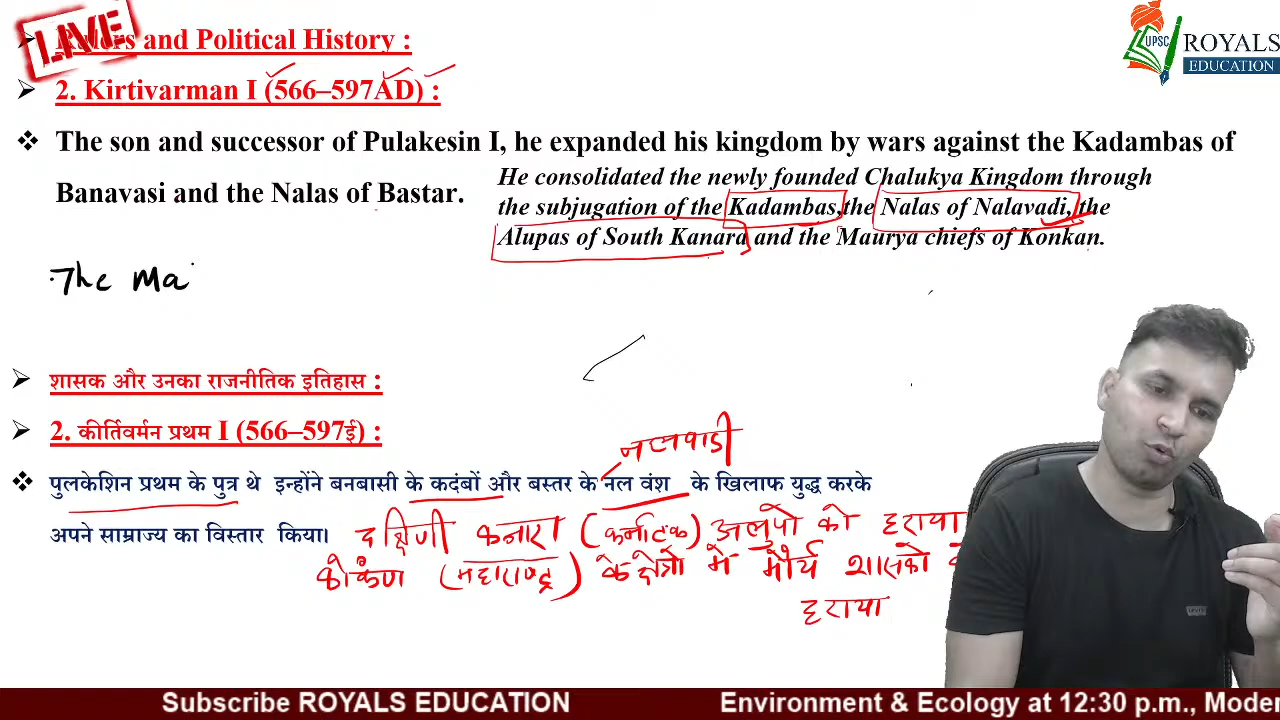 LIVE
Rulers and Political History :
UPSC ROYALS
EDUCATION
2. Kirtivarman I (566–597AD) :
The son and successor of Pulakesin I, he expanded his kingdom by wars against the Kadambas of
Banavasi and the Nalas of Bastar.
He consolidated the newly founded Chalukya Kingdom through
the subjugation of the Kadambas, the Nalas of Nalavadi, the
Alupas of South Kanara and the Maurya chiefs of Konkan.
The Ma
शासक और उनका राजनीतिक इतिहास :
2. कीर्तिवर्मन प्रथम I (566–597ई) :
नलवाडी
पुलकेशिन प्रथम के पुत्र थे इन्होंने बनबासी के कदंबों और बस्तर के नल वंश के खिलाफ युद्ध करके
अपने साम्राज्य का विस्तार किया।
दक्षिणी कनारा (कर्नाटक) अलुपो को हराया
कोंकण (महाराष्ट्र) के क्षेत्रो में मौर्य शासको
हराया
Subscribe ROYALS EDUCATION
Environment & Ecology at 12:30 p.m., Moder